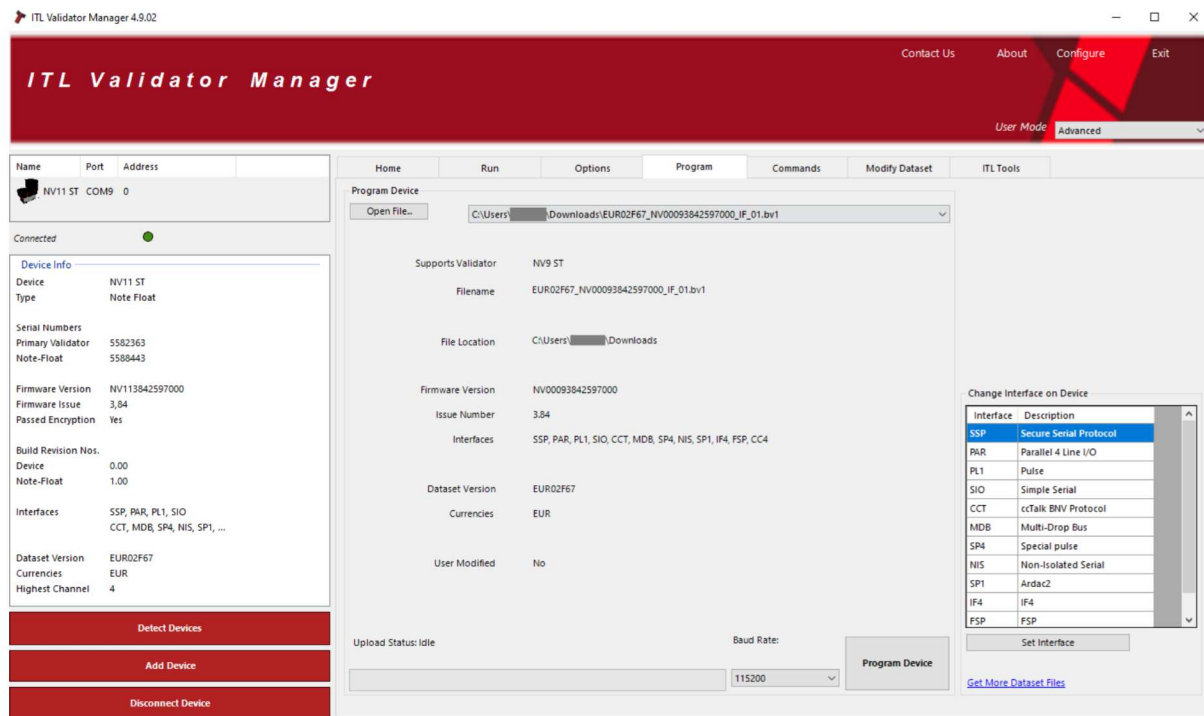 ITL Validator Manager 4.9.02
ITL Validator Manager
Contact Us About Configure Exit
User Mode Advanced
Name Port Address
NV11 ST COM9 0
Connected
Device Info
Device NV11 ST
Type Note Float
Serial Numbers
Primary Validator 5582363
Note-Float 5588443
Firmware Version NV113842597000
Firmware Issue 3,84
Passed Encryption Yes
Build Revision Nos.
Device 0.00
Note-Float 1.00
Interfaces SSP, PAR, PL1, SIO
CCT, MDB, SP4, NIS, SP1, ...
Dataset Version EUR02F67
Currencies EUR
Highest Channel 4
Detect Devices
Add Device
Disconnect Device
Home Run Options Program Commands Modify Dataset ITL Tools
Program Device
Open File... C:\Users\ \Downloads\EUR02F67_NV00093842597000_IF_01.bv1
Supports Validator NV9 ST
Filename EUR02F67_NV00093842597000_IF_01.bv1
File Location C:\Users\ \Downloads
Firmware Version NV00093842597000
Issue Number 3.84
Interfaces SSP, PAR, PL1, SIO, CCT, MDB, SP4, NIS, SP1, IF4, FSP, CC4
Dataset Version EUR02F67
Currencies EUR
User Modified No
Upload Status: Idle
Baud Rate:
115200
Program Device
Change Interface on Device
Interface Description
SSP Secure Serial Protocol
PAR Parallel 4 Line I/O
PL1 Pulse
SIO Simple Serial
CCT ccTalk BNV Protocol
MDB Multi-Drop Bus
SP4 Special pulse
NIS Non-Isolated Serial
SP1 Ardac2
IF4 IF4
FSP FSP
Set Interface
Get More Dataset Files